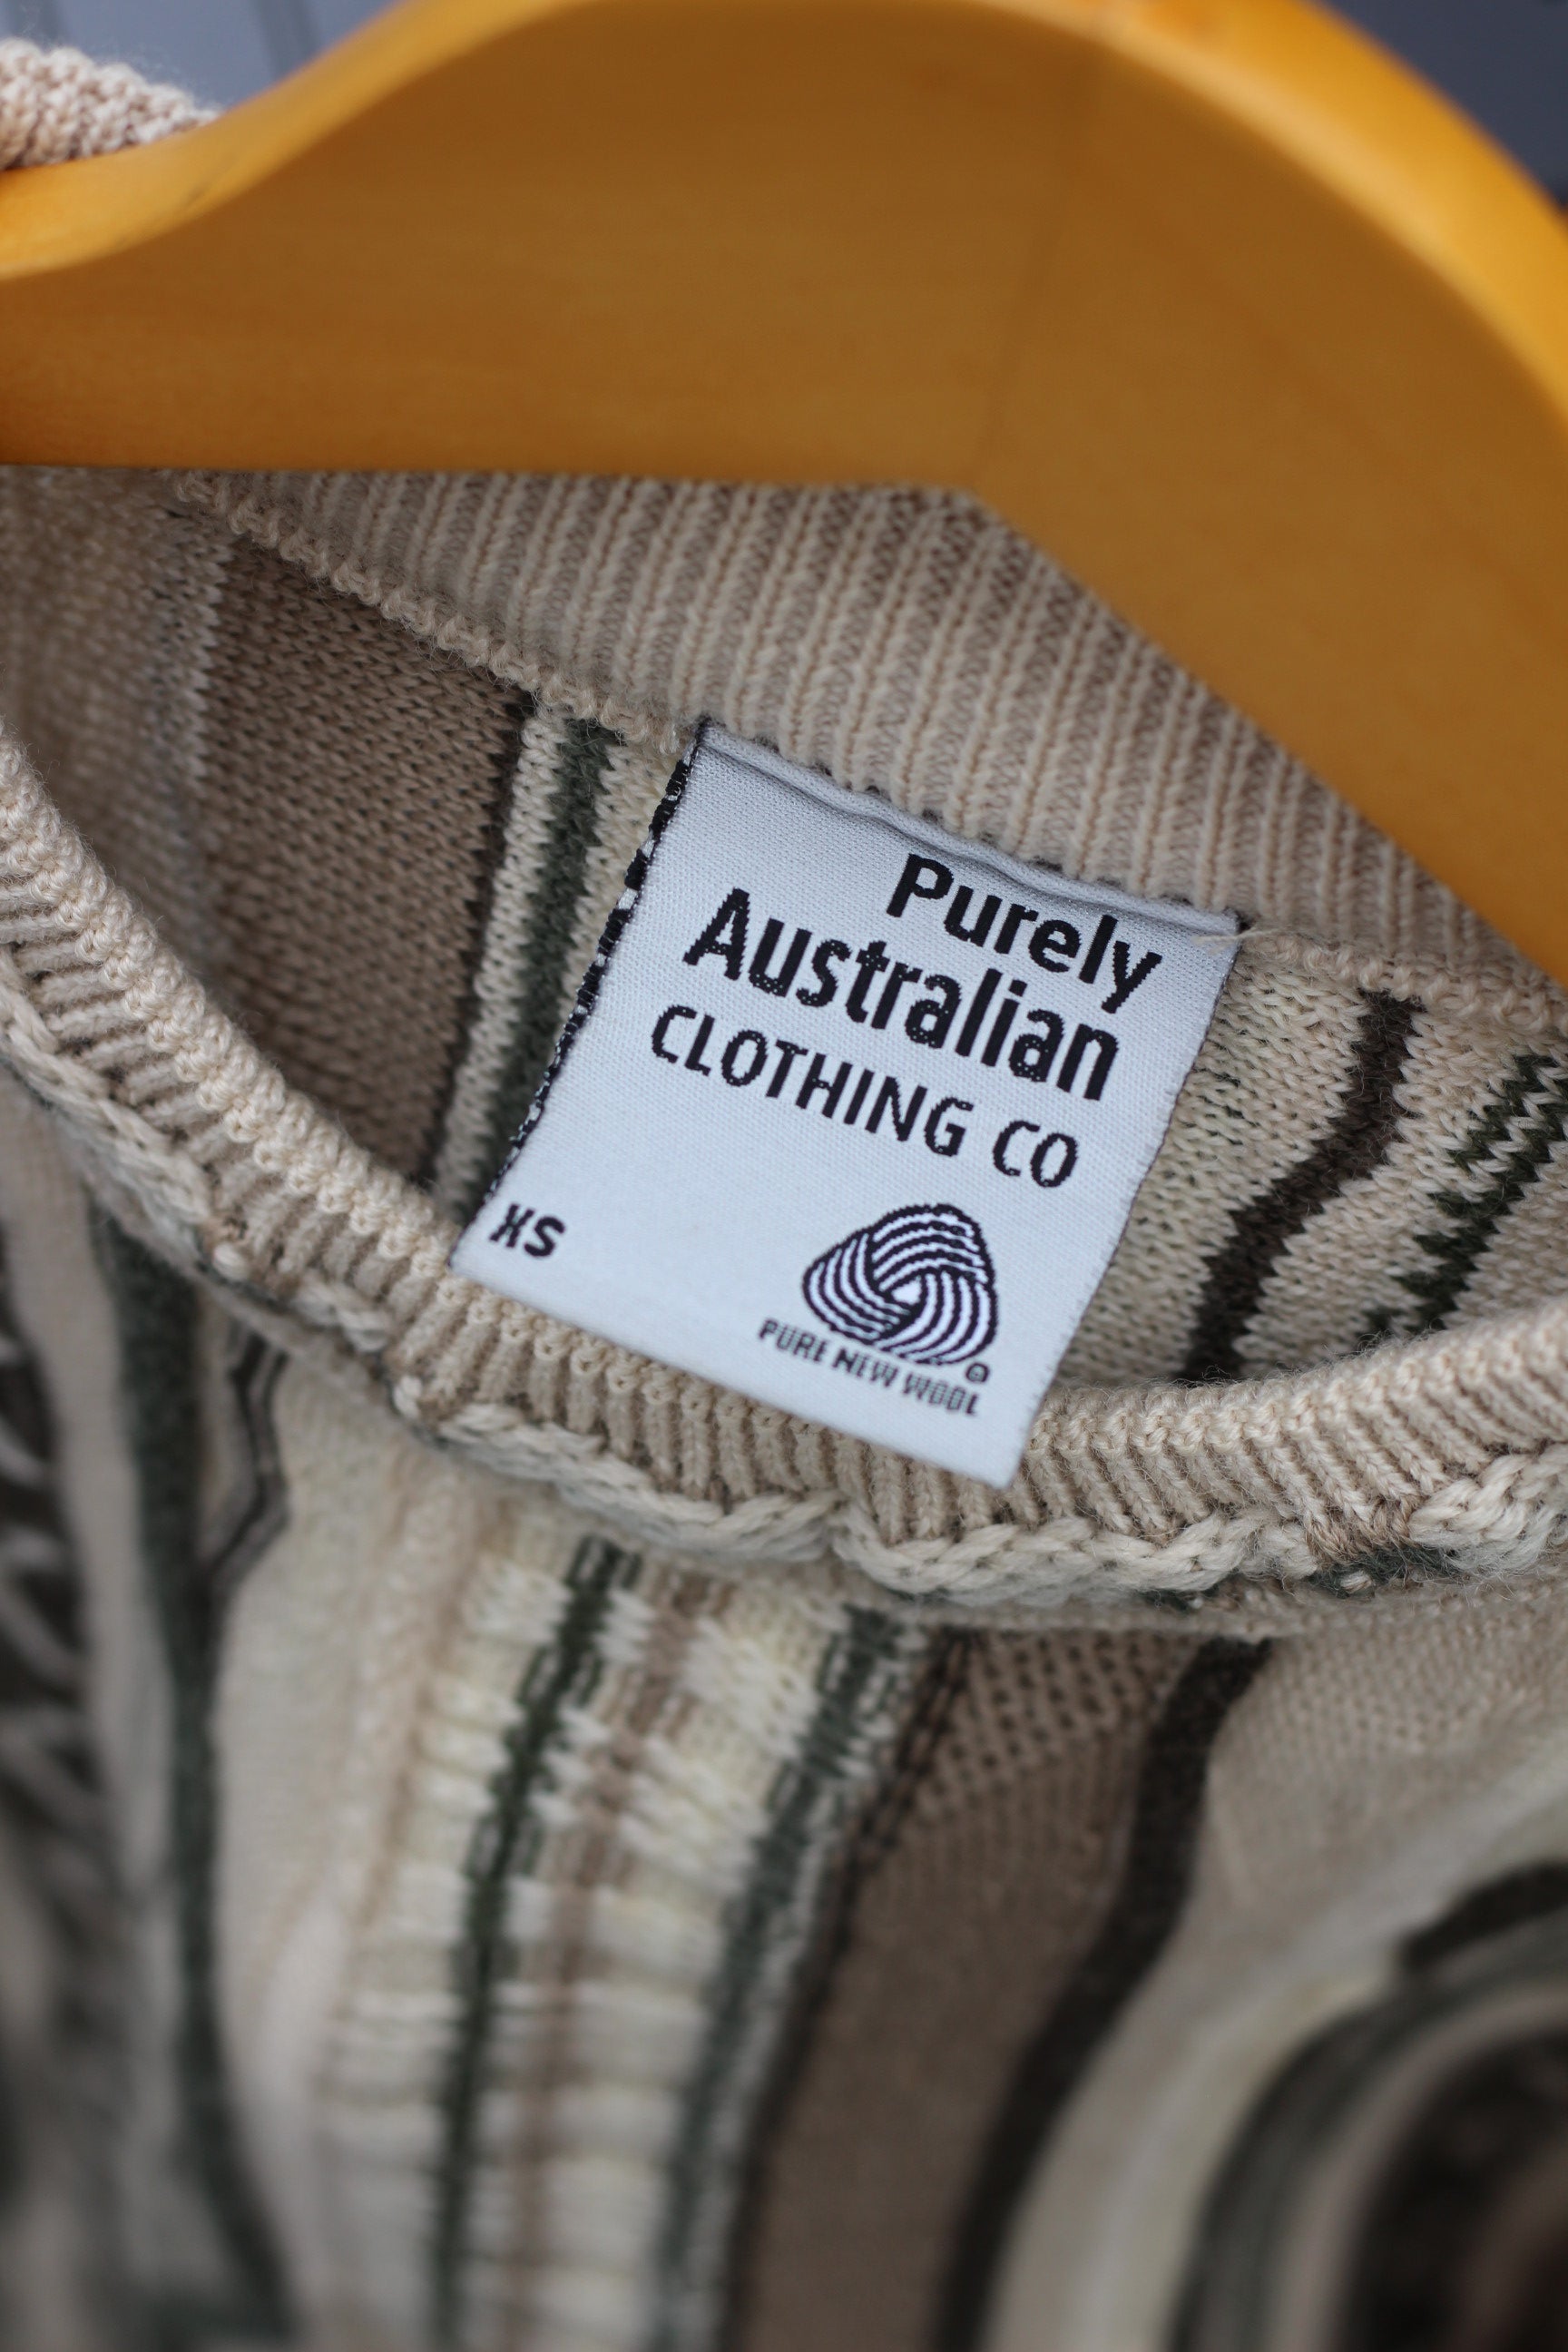 Purely
Australian
CLOTHING CO
XS
PURE NEW WOOL